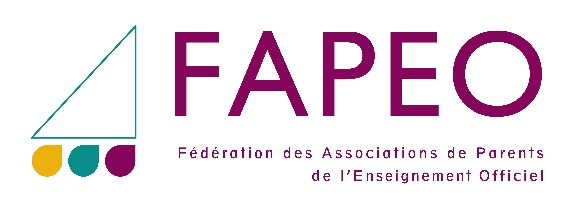 FAPEO
Fédération des Associations de Parents
de l'Enseignement Officiel